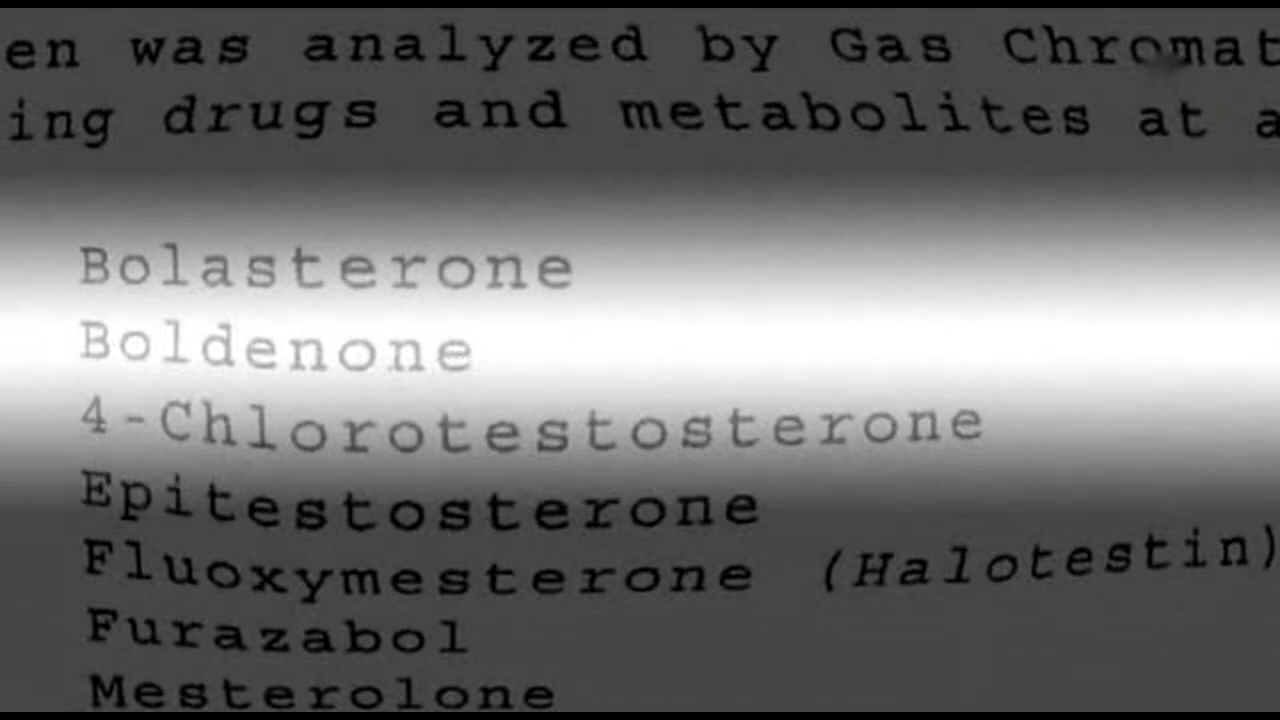 en was analyzed by Gas Chromat
ing drugs and metabolites at a
Bolasterone
Boldenone
4-Chlorotestosterone
Epitestosterone
Fluoxymesterone (Halotestin)
Furazabol
Mesterolone